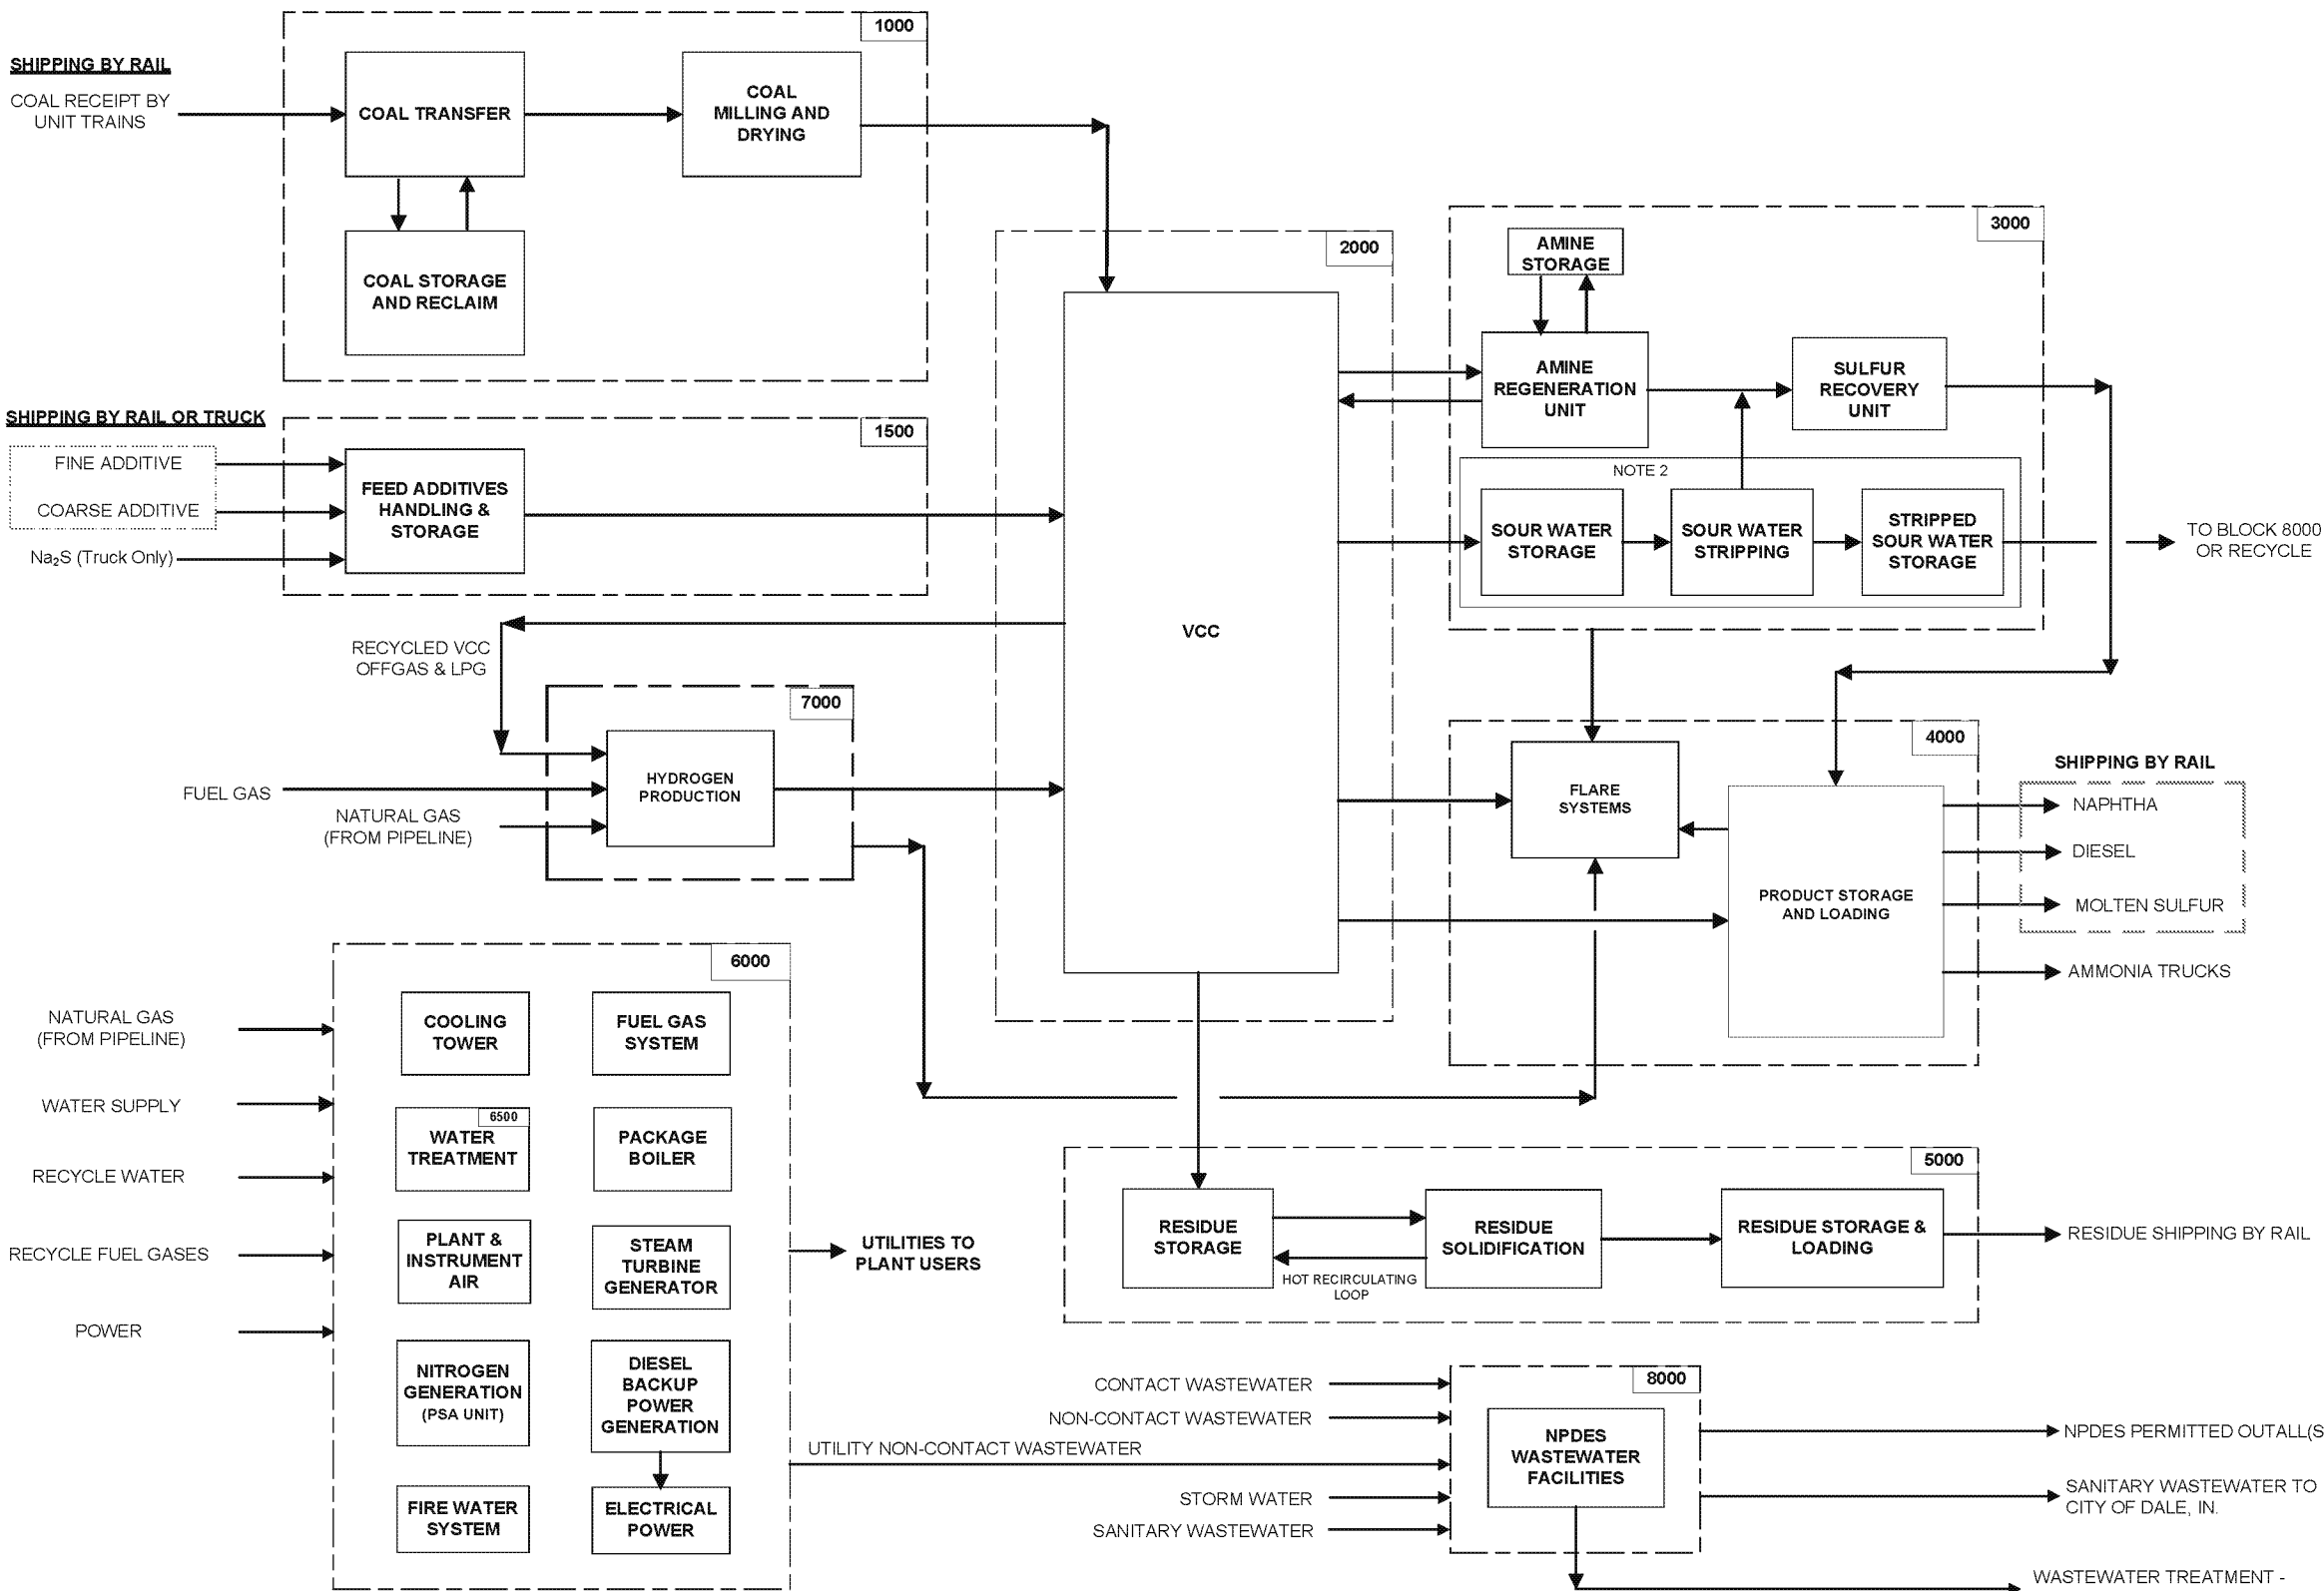 1000
SHIPPING BY RAIL
COAL RECEIPT BY
UNIT TRAINS
COAL TRANSFER
COAL
MILLING AND
DRYING
COAL STORAGE
AND RECLAIM
SHIPPING BY RAIL OR TRUCK
1500
FINE ADDITIVE
COARSE ADDITIVE
Na₂S (Truck Only)
FEED ADDITIVES
HANDLING &
STORAGE
2000
VCC
3000
AMINE
STORAGE
AMINE
REGENERATION
UNIT
SULFUR
RECOVERY
UNIT
NOTE 2
SOUR WATER
STORAGE
SOUR WATER
STRIPPING
STRIPPED
SOUR WATER
STORAGE
TO BLOCK 8000
OR RECYCLE
RECYCLED VCC
OFFGAS & LPG
7000
HYDROGEN
PRODUCTION
FUEL GAS
NATURAL GAS
(FROM PIPELINE)
4000
FLARE
SYSTEMS
PRODUCT STORAGE
AND LOADING
SHIPPING BY RAIL
NAPHTHA
DIESEL
MOLTEN SULFUR
AMMONIA TRUCKS
6000
NATURAL GAS
(FROM PIPELINE)
WATER SUPPLY
RECYCLE WATER
RECYCLE FUEL GASES
POWER
COOLING
TOWER
FUEL GAS
SYSTEM
6500
WATER
TREATMENT
PACKAGE
BOILER
PLANT &
INSTRUMENT
AIR
STEAM
TURBINE
GENERATOR
NITROGEN
GENERATION
(PSA UNIT)
DIESEL
BACKUP
POWER
GENERATION
FIRE WATER
SYSTEM
ELECTRICAL
POWER
UTILITIES TO
PLANT USERS
5000
RESIDUE
STORAGE
RESIDUE
SOLIDIFICATION
RESIDUE STORAGE &
LOADING
HOT RECIRCULATING
LOOP
RESIDUE SHIPPING BY RAIL
8000
CONTACT WASTEWATER
NON-CONTACT WASTEWATER
UTILITY NON-CONTACT WASTEWATER
STORM WATER
SANITARY WASTEWATER
NPDES
WASTEWATER
FACILITIES
NPDES PERMITTED OUTALL(S
SANITARY WASTEWATER TO
CITY OF DALE, IN.
WASTEWATER TREATMENT -